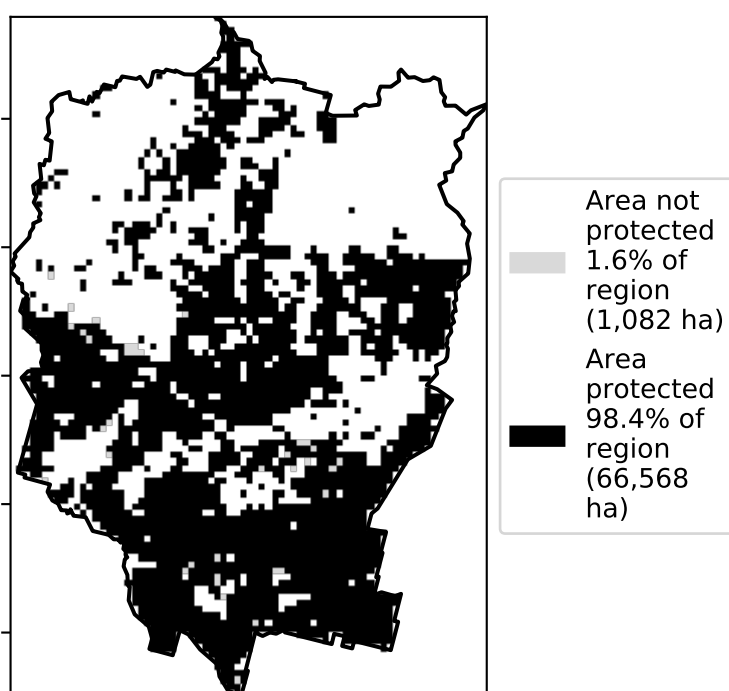 Area not
protected
1.6% of
region
(1,082 ha)
Area
protected
98.4% of
region
(66,568
ha)